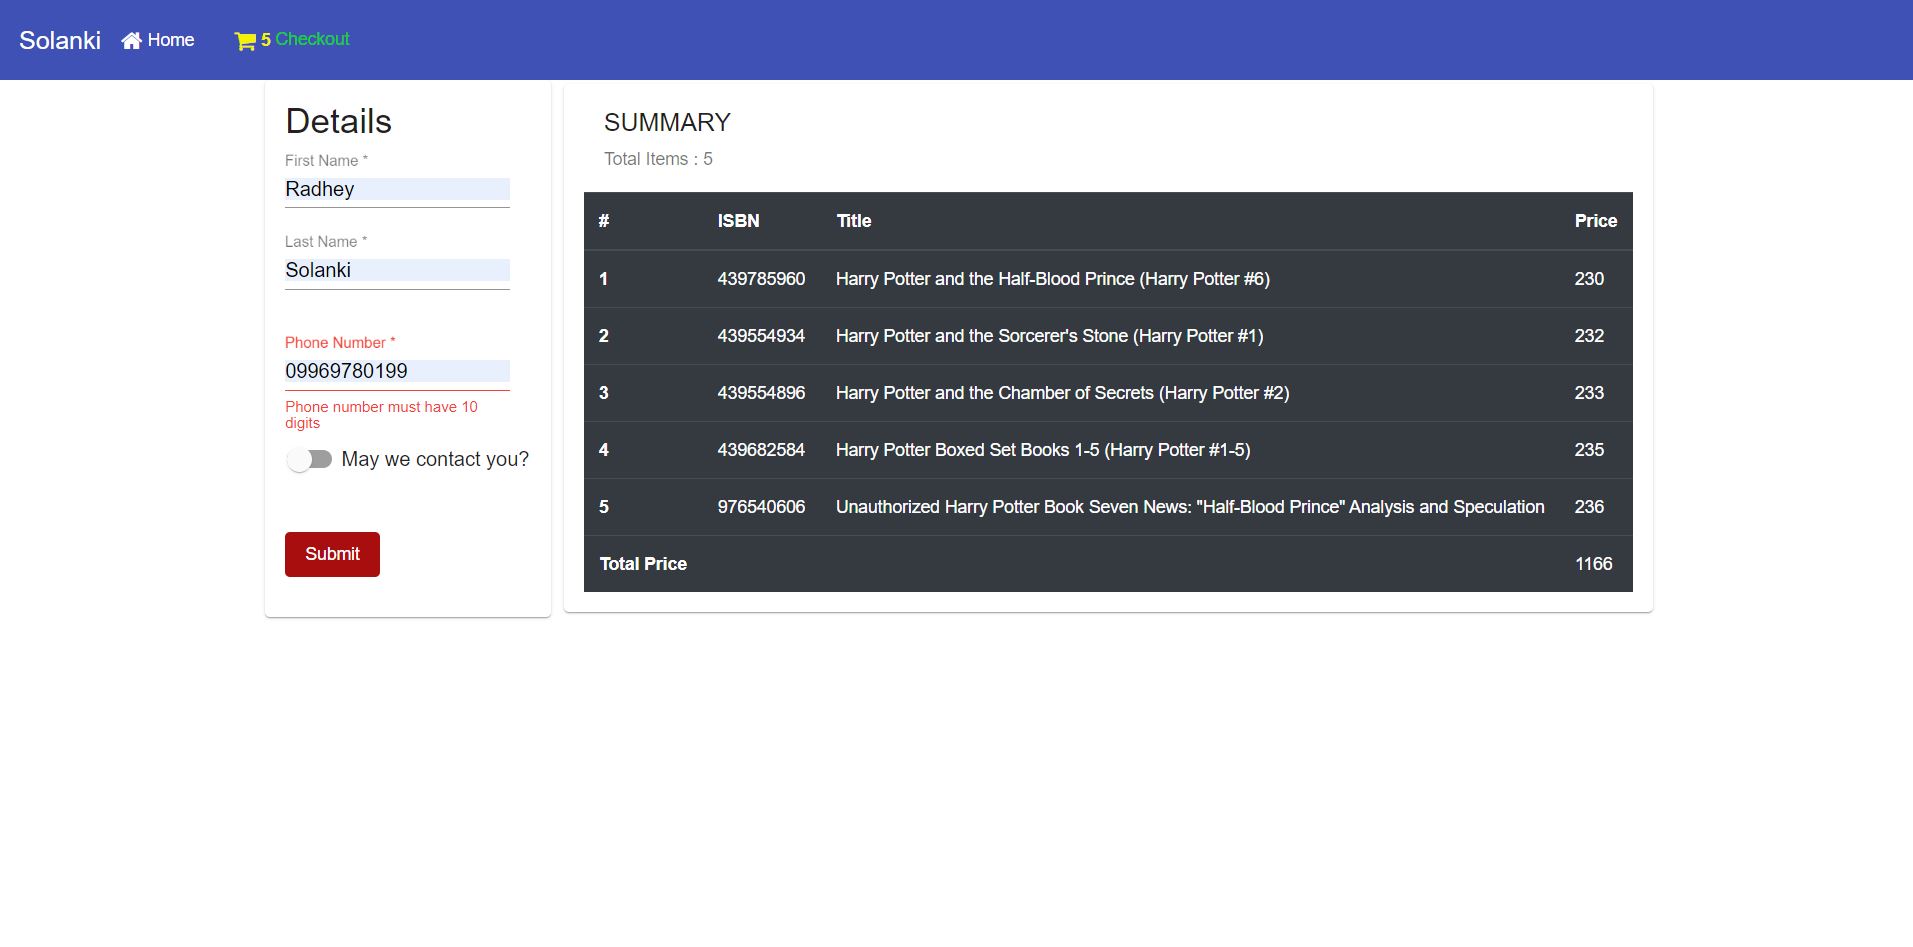 Solanki Home 5 Checkout
Details
First Name *
Radhey
Last Name *
Solanki
Phone Number *
09969780199
Phone number must have 10
digits
May we contact you?
Submit
SUMMARY
Total Items : 5
# ISBN Title Price
1 439785960 Harry Potter and the Half-Blood Prince (Harry Potter #6) 230
2 439554934 Harry Potter and the Sorcerer's Stone (Harry Potter #1) 232
3 439554896 Harry Potter and the Chamber of Secrets (Harry Potter #2) 233
4 439682584 Harry Potter Boxed Set Books 1-5 (Harry Potter #1-5) 235
5 976540606 Unauthorized Harry Potter Book Seven News: "Half-Blood Prince" Analysis and Speculation 236
Total Price 1166